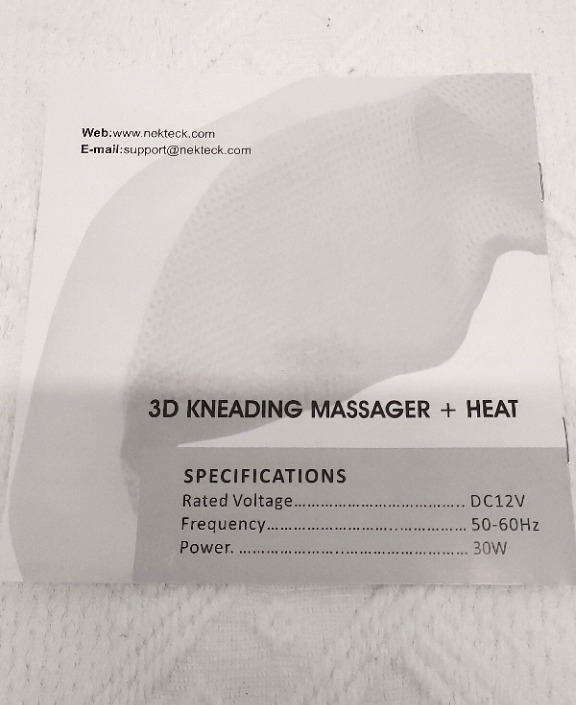 Web:www.nekteck.com
E-mail:support@nekteck.com
3D KNEADING MASSAGER + HEAT
SPECIFICATIONS
Rated Voltage....................................... DC12V
Frequency........................................... 50-60Hz
Power. ................................................ 30W